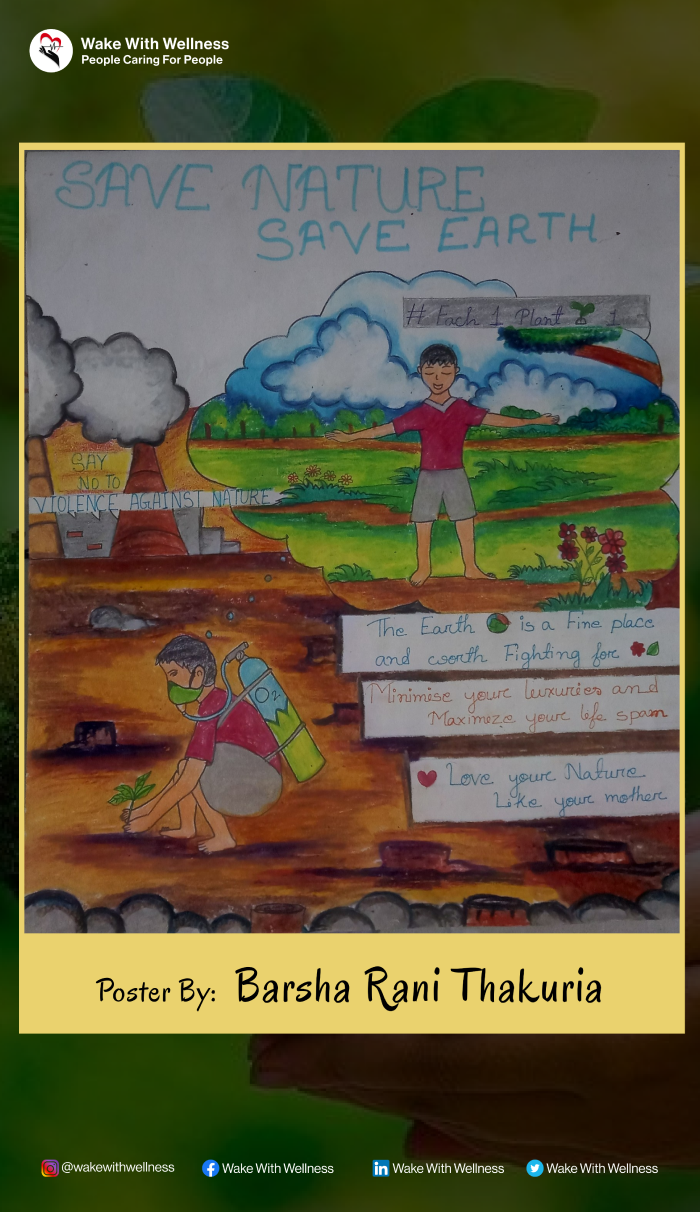 Wake With Wellness
People Caring For People
SAVE NATURE
SAVE EARTH
# Each 1 Plant 1
SAY
NO TO
VIOLENCE AGAINST NATURE
The Earth is a Fine place
and worth Fighting for
O2
Minimise your luxuries and
Maximeze your life span
Love your Nature
Like your mother
Poster By: Barsha Rani Thakuria
@wakewithwellness
Wake With Wellness
Wake With Wellness
Wake With Wellness